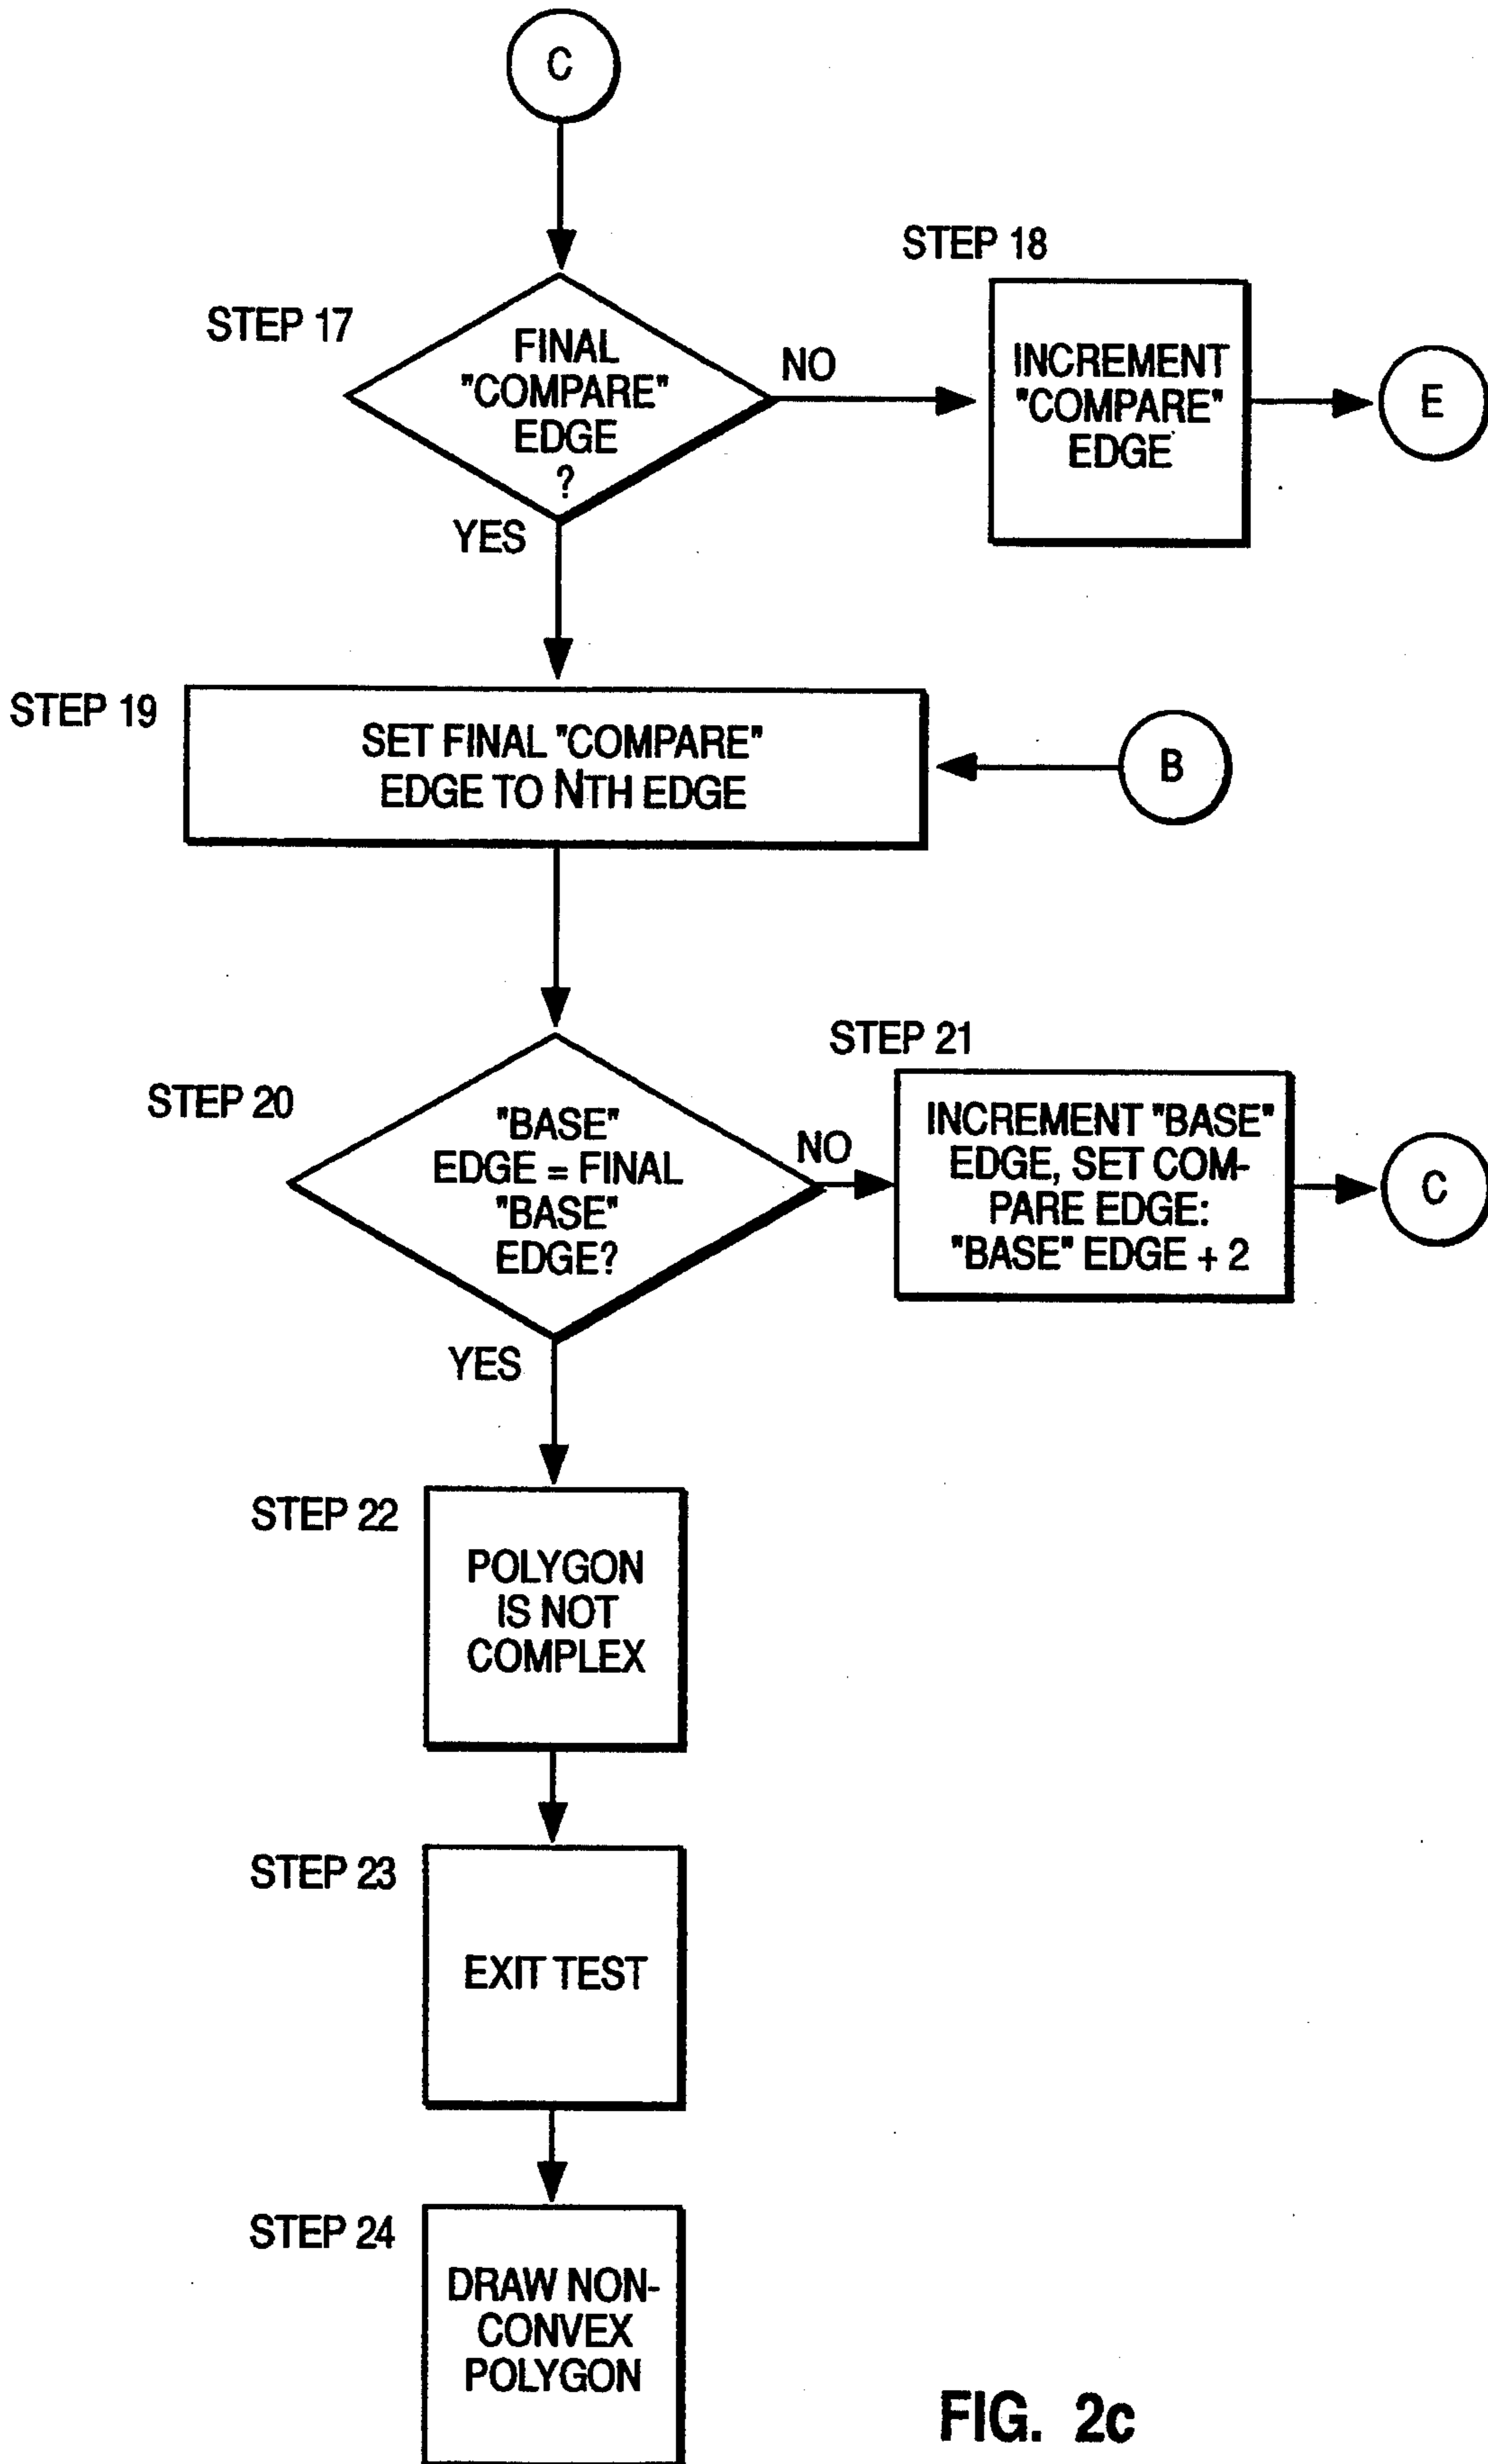 C
STEP 17
FINAL
"COMPARE"
EDGE
?
NO
YES
STEP 18
INCREMENT
"COMPARE"
EDGE
E
STEP 19
SET FINAL "COMPARE"
EDGE TO NTH EDGE
B
STEP 20
"BASE"
EDGE = FINAL
"BASE"
EDGE?
NO
YES
STEP 21
INCREMENT "BASE"
EDGE, SET COM-
PARE EDGE:
"BASE" EDGE + 2
C
STEP 22
POLYGON
IS NOT
COMPLEX
STEP 23
EXIT TEST
STEP 24
DRAW NON-
CONVEX
POLYGON
FIG. 2c